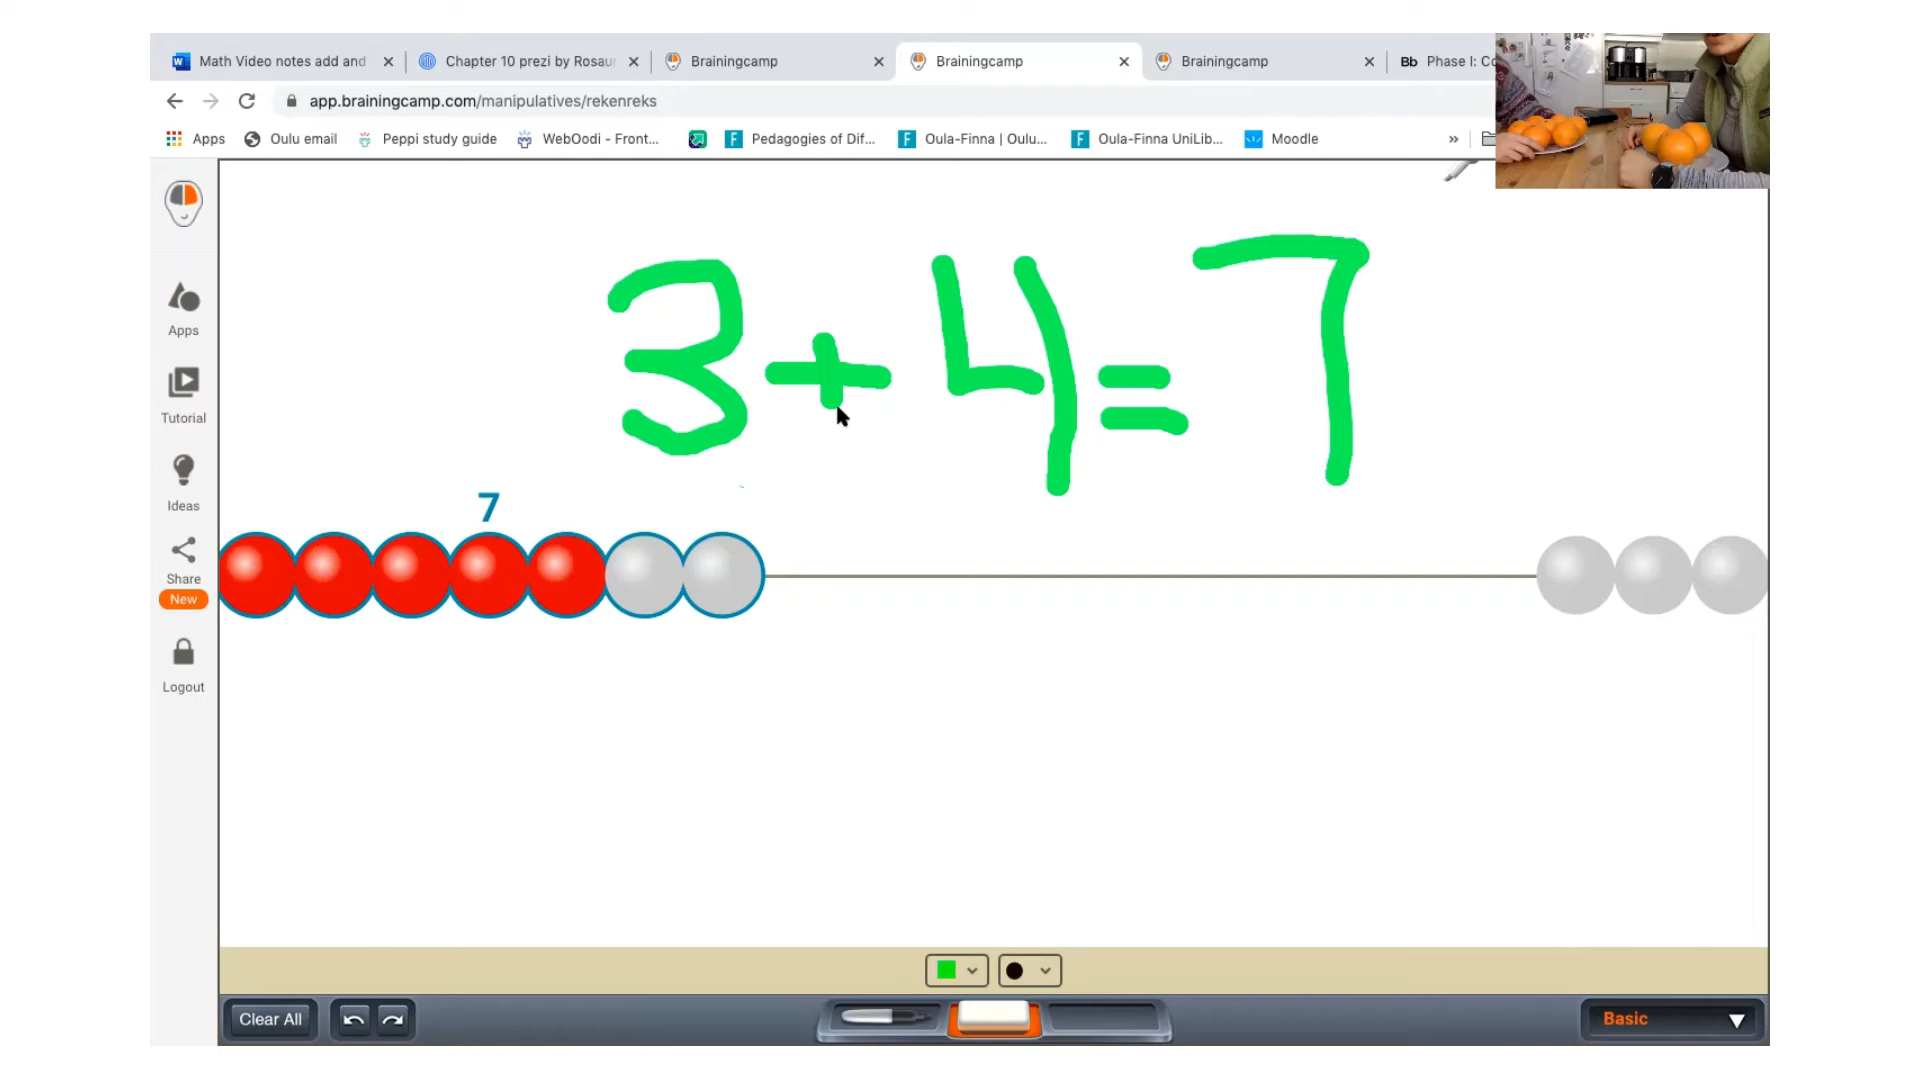 Math Video notes add and
Chapter 10 prezi by Rosaur
Brainingcamp
Brainingcamp
Brainingcamp
Bb Phase I: Co
app.brainingcamp.com/manipulatives/rekenreks
Apps
Oulu email
Peppi study guide
WebOodi - Front...
Pedagogies of Dif...
Oula-Finna | Oulu...
Oula-Finna UniLib...
Moodle
»
Apps
Tutorial
Ideas
Share
New
Logout
3+4=7
7
Clear All
Basic